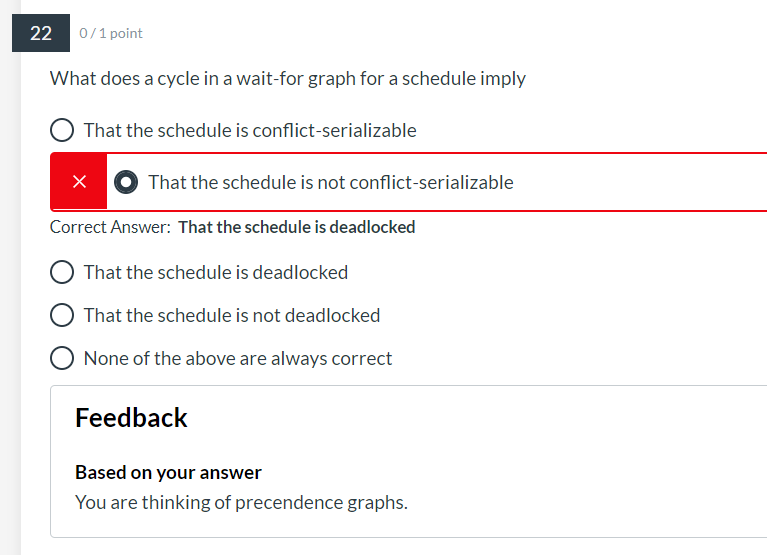 22
0 / 1 point
What does a cycle in a wait-for graph for a schedule imply
That the schedule is conflict-serializable
That the schedule is not conflict-serializable
Correct Answer: That the schedule is deadlocked
That the schedule is deadlocked
That the schedule is not deadlocked
None of the above are always correct
Feedback
Based on your answer
You are thinking of precendence graphs.